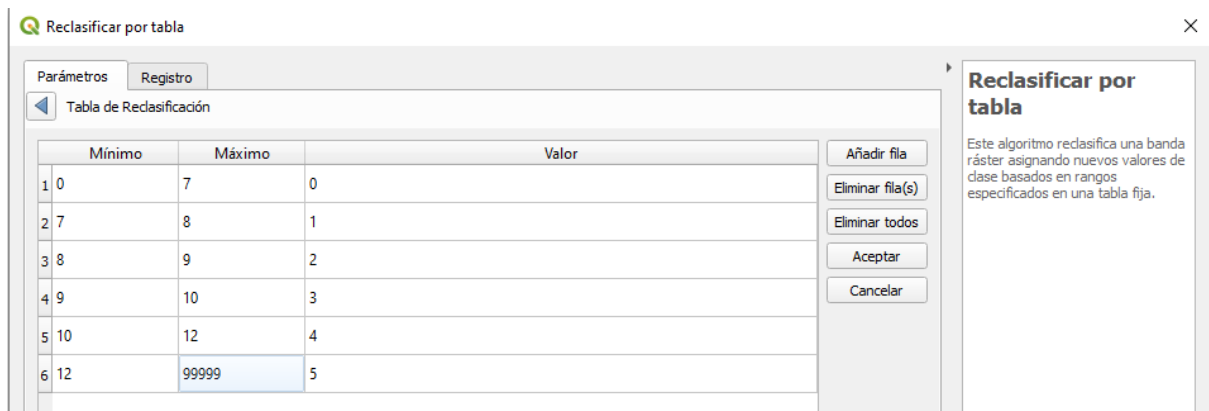 Reclasificar por tabla
Parámetros Registro
Tabla de Reclasificación
Mínimo Máximo Valor
1 0 7 0
2 7 8 1
3 8 9 2
4 9 10 3
5 10 12 4
6 12 99999 5
Añadir fila
Eliminar fila(s)
Eliminar todos
Aceptar
Cancelar
Reclasificar por
tabla
Este algoritmo reclasifica una banda
ráster asignando nuevos valores de
clase basados en rangos
especificados en una tabla fija.